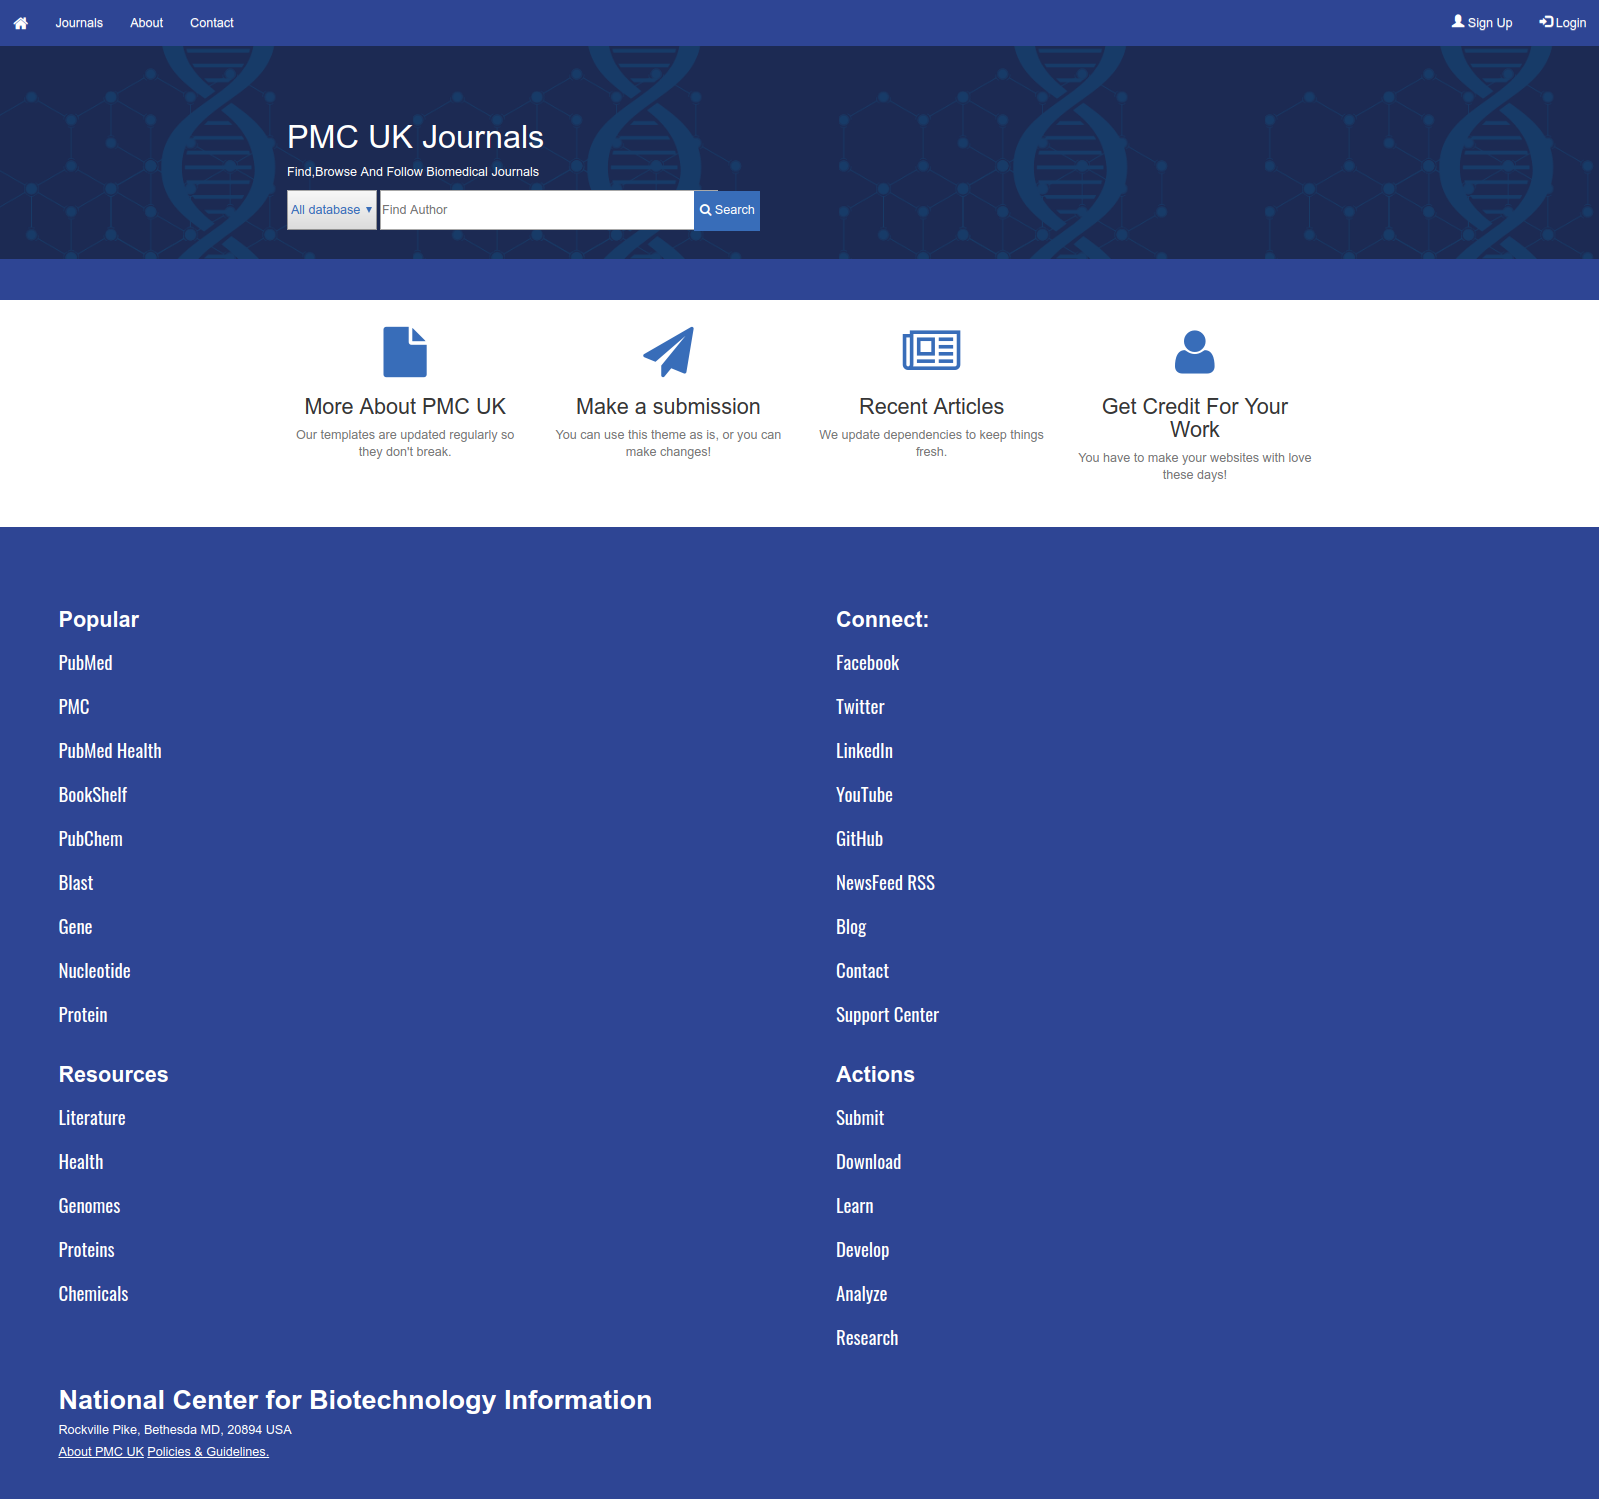 Journals About Contact Sign Up Login
PMC UK Journals
Find,Browse And Follow Biomedical Journals
All database Find Author Search
More About PMC UK
Our templates are updated regularly so
they don't break.
Make a submission
You can use this theme as is, or you can
make changes!
Recent Articles
We update dependencies to keep things
fresh.
Get Credit For Your
Work
You have to make your websites with love
these days!
Popular
PubMed
PMC
PubMed Health
BookShelf
PubChem
Blast
Gene
Nucleotide
Protein
Connect:
Facebook
Twitter
LinkedIn
YouTube
GitHub
NewsFeed RSS
Blog
Contact
Support Center
Resources
Literature
Health
Genomes
Proteins
Chemicals
Actions
Submit
Download
Learn
Develop
Analyze
Research
National Center for Biotechnology Information
Rockville Pike, Bethesda MD, 20894 USA
About PMC UK Policies & Guidelines.